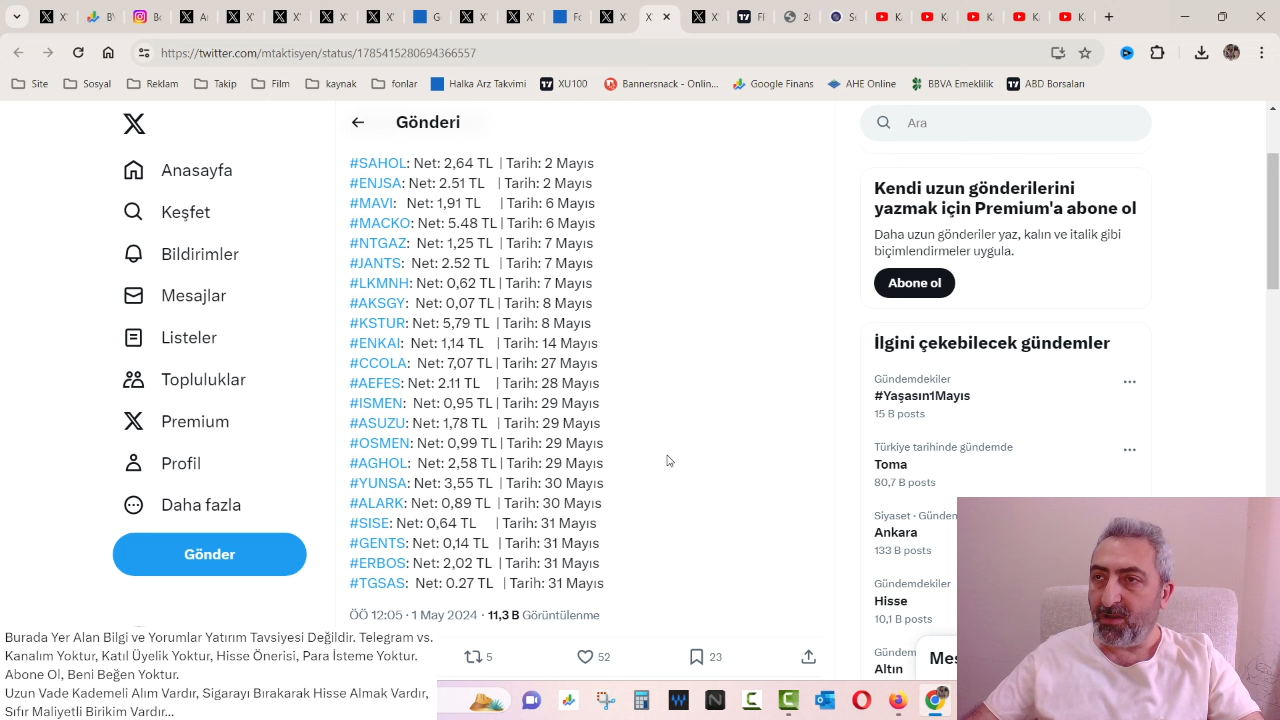 https://twitter.com/mtaktisyen/status/1785415280694366557
Site
Reklam
Film
kaynak
fonlar
Halka Arz Takvimi
XU100
Bannersnack - Onlin...
Google Finans
AHE Online
BBVA Emeklilik
ABD Borsaları
Gönderi
Ara
Anasayfa
Keşfet
Bildirimler
Mesajlar
Listeler
Topluluklar
Premium
Profil
Daha fazla
Gönder
#SAHOL: Net: 2,64 TL | Tarih: 2 Mayıs
#ENJSA: Net: 2.51 TL | Tarih: 2 Mayıs
#MAVI: Net: 1,91 TL | Tarih: 6 Mayıs
#MACKO: Net: 5.48 TL | Tarih: 6 Mayıs
#NTGAZ: Net: 1,25 TL | Tarih: 7 Mayıs
#JANTS: Net: 2.52 TL | Tarih: 7 Mayıs
#LKMNH: Net: 0,62 TL | Tarih: 7 Mayıs
#AKSGY: Net: 0,07 TL | Tarih: 8 Mayıs
#KSTUR: Net: 5,79 TL | Tarih: 8 Mayıs
#ENKAI: Net: 1,14 TL | Tarih: 14 Mayıs
#CCOLA: Net: 7,07 TL | Tarih: 27 Mayıs
#AEFES: Net: 2.11 TL | Tarih: 28 Mayıs
#ISMEN: Net: 0,95 TL | Tarih: 29 Mayıs
#ASUZU: Net: 1,78 TL | Tarih: 29 Mayıs
#OSMEN: Net: 0,99 TL | Tarih: 29 Mayıs
#AGHOL: Net: 2,58 TL | Tarih: 29 Mayıs
#YUNSA: Net: 3,55 TL | Tarih: 30 Mayıs
#ALARK: Net: 0,89 TL | Tarih: 30 Mayıs
#SISE: Net: 0,64 TL | Tarih: 31 Mayıs
#GENTS: Net: 0,14 TL | Tarih: 31 Mayıs
#ERBOS: Net: 2,02 TL | Tarih: 31 Mayıs
#TGSAS: Net: 0.27 TL | Tarih: 31 Mayıs
ÖÖ 12:05 · 1 May 2024 · 11,3 B Görüntülenme
5
52
23
Kendi uzun gönderilerini
yazmak için Premium'a abone ol
Daha uzun gönderiler yaz, kalın ve italik gibi
biçimlendirmeler uygula.
Abone ol
İlgini çekebilecek gündemler
Gündemdekiler
#Yaşasın1Mayıs
15 B posts
Türkiye tarihinde gündemde
Toma
80,7 B posts
Siyaset · Gündem
Ankara
133 B posts
Gündemdekiler
Hisse
10,1 B posts
Gündem
Altın
Mes
Burada Yer Alan Bilgi ve Yorumlar Yatırım Tavsiyesi Değildir. Telegram vs.
Kanalım Yoktur, Katıl Üyelik Yoktur, Hisse Önerisi, Para İsteme Yoktur.
Abone Ol, Beni Beğen Yoktur.
Uzun Vade Kademeli Alım Vardır, Sigarayı Bırakarak Hisse Almak Vardır,
Sıfır Maliyetli Birikim Vardır...